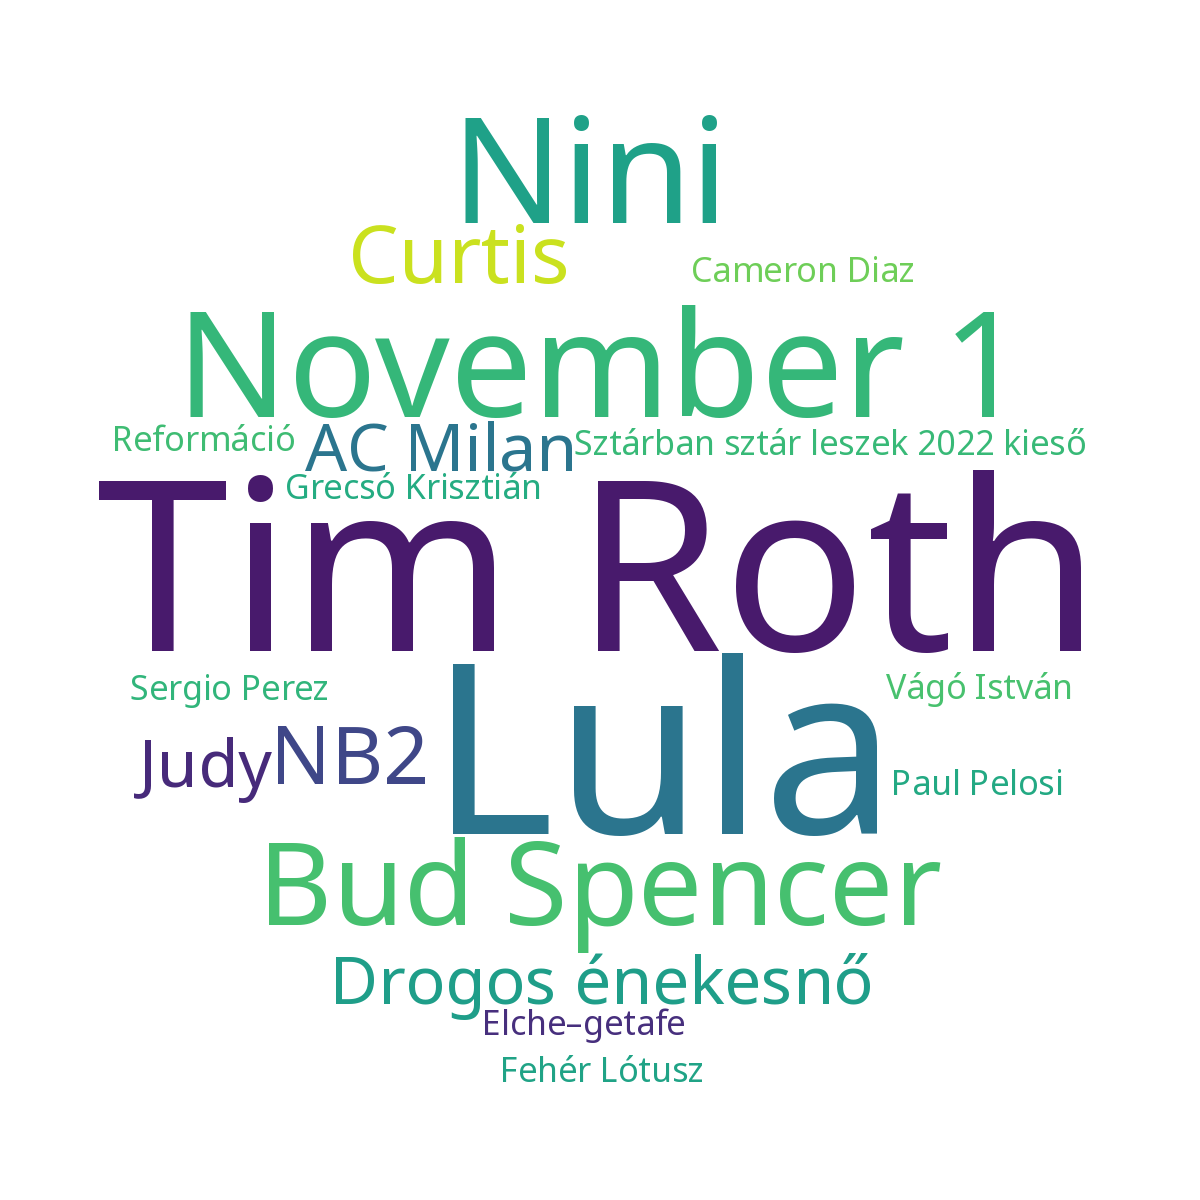 Nini
Curtis
Cameron Diaz
November 1
Reformáció
AC Milan
Sztárban sztár leszek 2022 kieső
Grecsó Krisztián
Tim Roth
Sergio Perez
Lula
Vágó István
Judy
NB2
Paul Pelosi
Bud Spencer
Drogos énekesnő
Elche–getafe
Fehér Lótusz